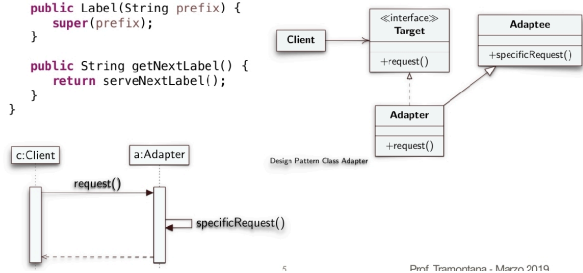 public Label(String prefix) {
super(prefix);
}
public String getNextLabel() {
return serveNextLabel();
}
}
Client
≪interface≫
Target
+request()
Adaptee
+specificRequest()
Adapter
+request()
Design Pattern Class Adapter
c:Client
a:Adapter
request()
specificRequest()
5
Prof. Tramontana - Marzo 2019